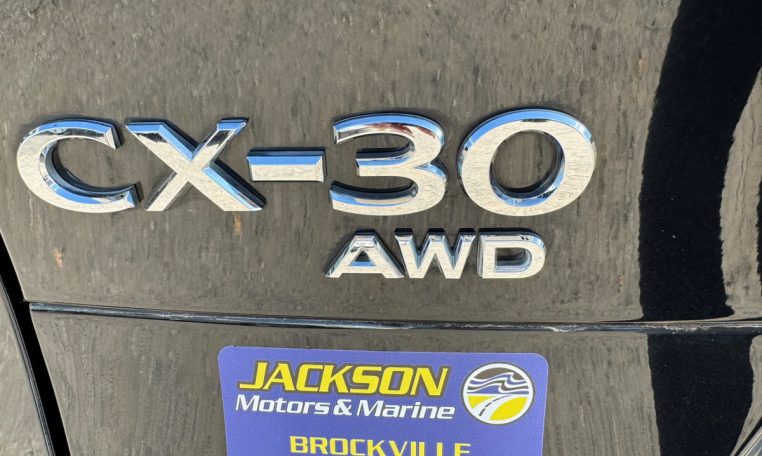 CX-30
AWD
JACKSON
Motors & Marine
BROCKVILLE